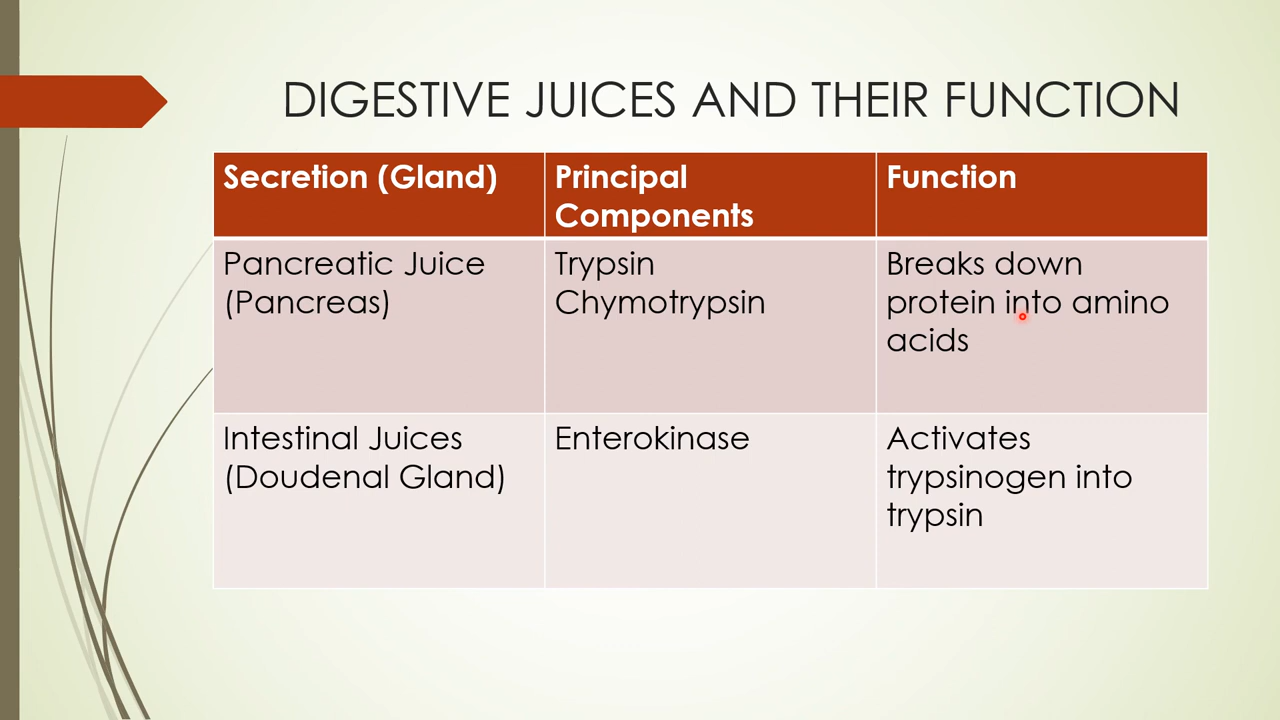 DIGESTIVE JUICES AND THEIR FUNCTION
Secretion (Gland)
Principal
Components
Function
Pancreatic Juice
(Pancreas)
Trypsin
Chymotrypsin
Breaks down
protein into amino
acids
Intestinal Juices
(Doudenal Gland)
Enterokinase
Activates
trypsinogen into
trypsin